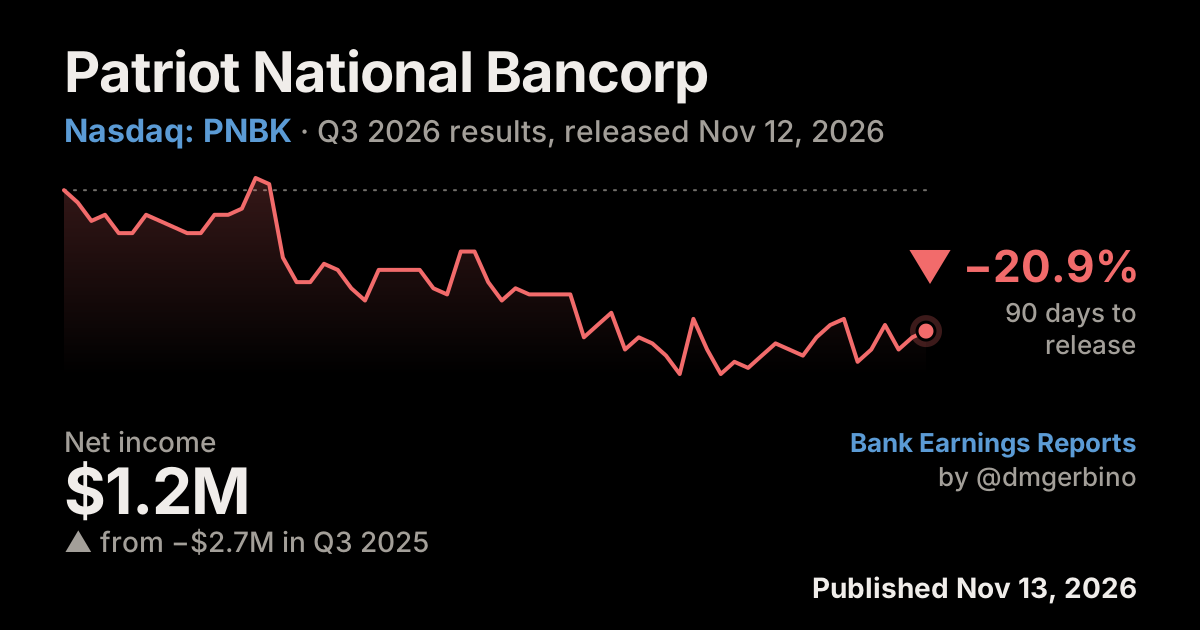 Patriot National Bancorp
Nasdaq: PNBK · Q3 2026 results, released Nov 12, 2026
▼ −20.9%
90 days to
release
Net income
$1.2M
▲ from −$2.7M in Q3 2025
Bank Earnings Reports
by @dmgerbino
Published Nov 13, 2026